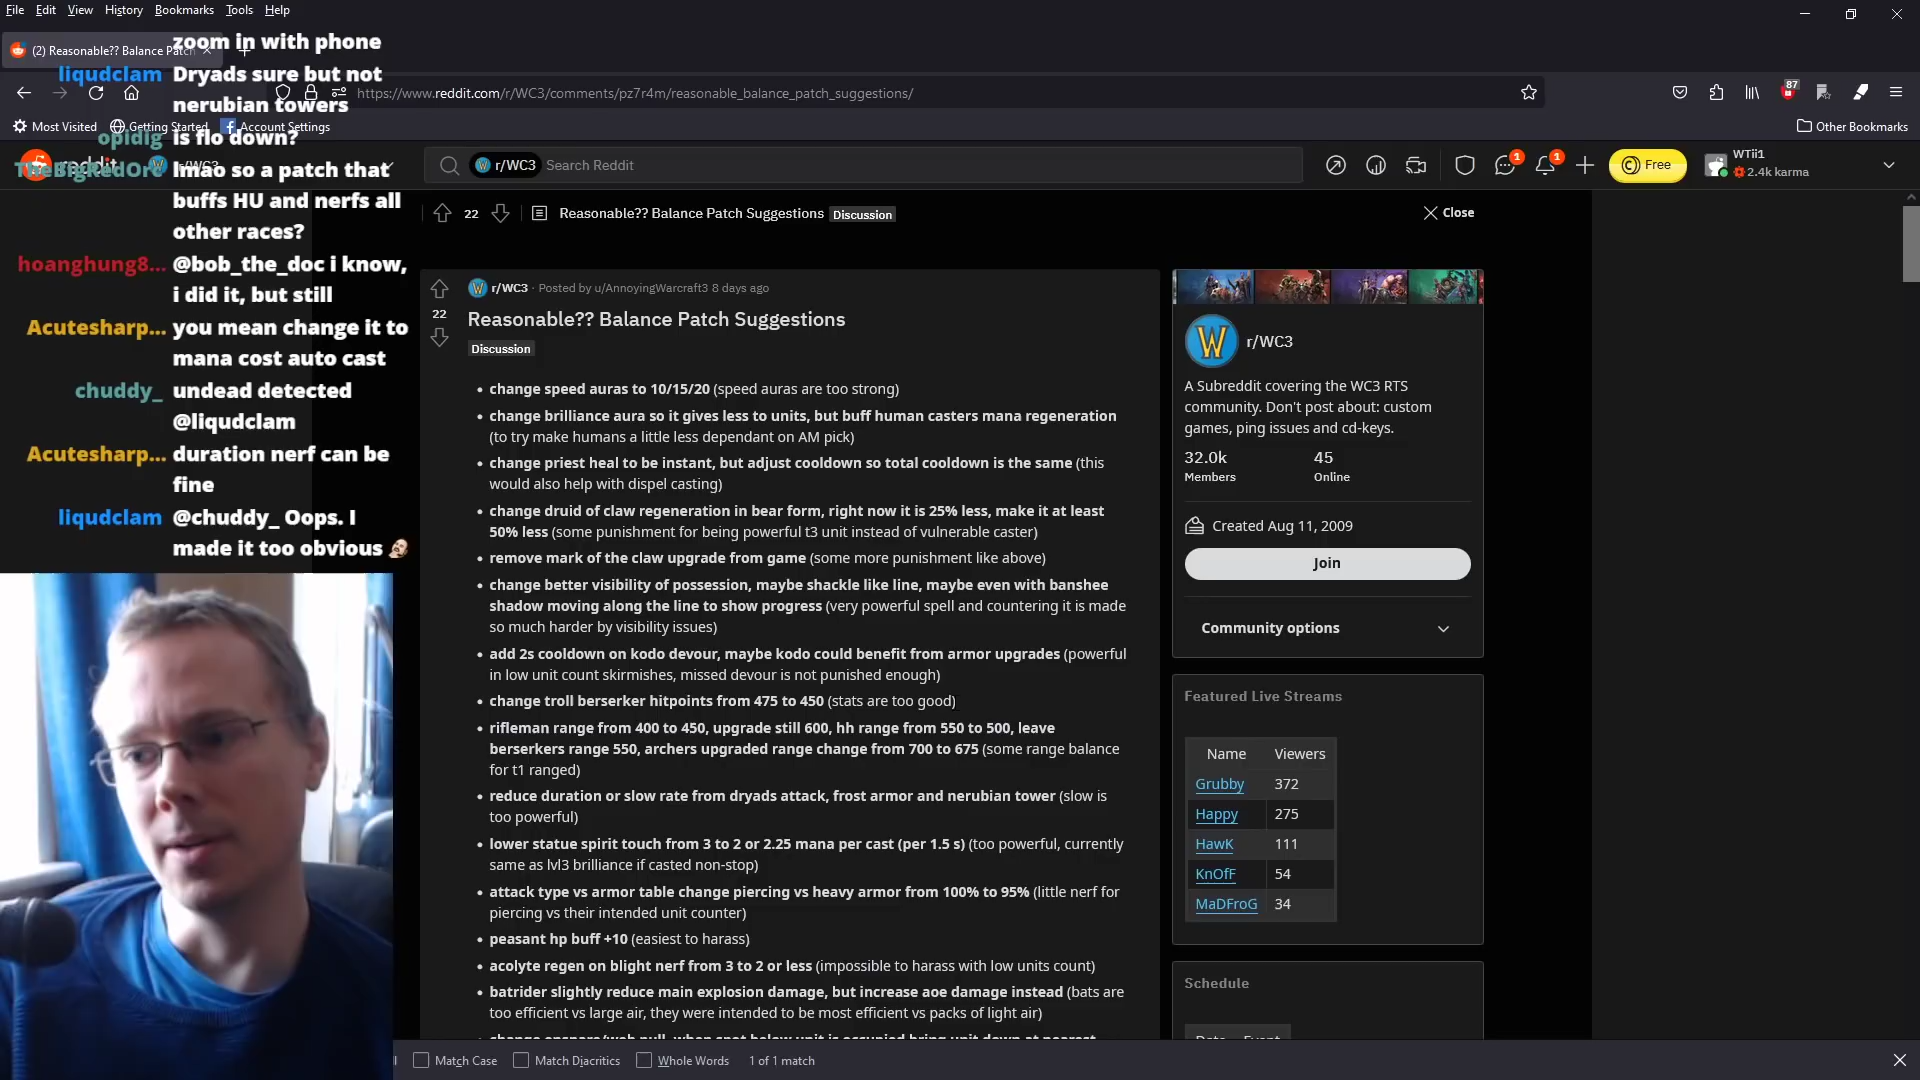 File Edit View History Bookmarks Tools Help
(2) Reasonable?? Balance Patch
https://www.reddit.com/r/WC3/comments/pz7r4m/reasonable_balance_patch_suggestions/
87
Most Visited Getting Started Account Settings
Other Bookmarks
zoom in with phone
liqudclam Dryads sure but not
nerubian towers
opidig is flo down?
TheBigRedOrc lmao so a patch that
buffs HU and nerfs all
other races?
hoanghung8... @bob_the_doc i know,
i did it, but still
Acutesharp... you mean change it to
mana cost auto cast
chuddy_ undead detected
@liqudclam
Acutesharp... duration nerf can be
fine
liqudclam @chuddy_ Oops. I
made it too obvious
r/WC3 Search Reddit
1 1
Free
WTii1
2.4k karma
22 Reasonable?? Balance Patch Suggestions Discussion
Close
r/WC3 · Posted by u/AnnoyingWarcraft3 8 days ago
22
Reasonable?? Balance Patch Suggestions
Discussion
• change speed auras to 10/15/20 (speed auras are too strong)
• change brilliance aura so it gives less to units, but buff human casters mana regeneration
(to try make humans a little less dependant on AM pick)
• change priest heal to be instant, but adjust cooldown so total cooldown is the same (this
would also help with dispel casting)
• change druid of claw regeneration in bear form, right now it is 25% less, make it at least
50% less (some punishment for being powerful t3 unit instead of vulnerable caster)
• remove mark of the claw upgrade from game (some more punishment like above)
• change better visibility of possession, maybe shackle like line, maybe even with banshee
shadow moving along the line to show progress (very powerful spell and countering it is made
so much harder by visibility issues)
• add 2s cooldown on kodo devour, maybe kodo could benefit from armor upgrades (powerful
in low unit count skirmishes, missed devour is not punished enough)
• change troll berserker hitpoints from 475 to 450 (stats are too good)
• rifleman range from 400 to 450, upgrade still 600, hh range from 550 to 500, leave
berserkers range 550, archers upgraded range change from 700 to 675 (some range balance
for t1 ranged)
• reduce duration or slow rate from dryads attack, frost armor and nerubian tower (slow is
too powerful)
• lower statue spirit touch from 3 to 2 or 2.25 mana per cast (per 1.5 s) (too powerful, currently
same as lvl3 brilliance if casted non-stop)
• attack type vs armor table change piercing vs heavy armor from 100% to 95% (little nerf for
piercing vs their intended unit counter)
• peasant hp buff +10 (easiest to harass)
• acolyte regen on blight nerf from 3 to 2 or less (impossible to harass with low units count)
• batrider slightly reduce main explosion damage, but increase aoe damage instead (bats are
too efficient vs large air, they were intended to be most efficient vs packs of light air)
r/WC3
A Subreddit covering the WC3 RTS
community. Don't post about: custom
games, ping issues and cd-keys.
32.0k 45
Members Online
Created Aug 11, 2009
Join
Community options
Featured Live Streams
Name Viewers
Grubby 372
Happy 275
HawK 111
KnOfF 54
MaDFroG 34
Schedule
Match Case Match Diacritics Whole Words 1 of 1 match